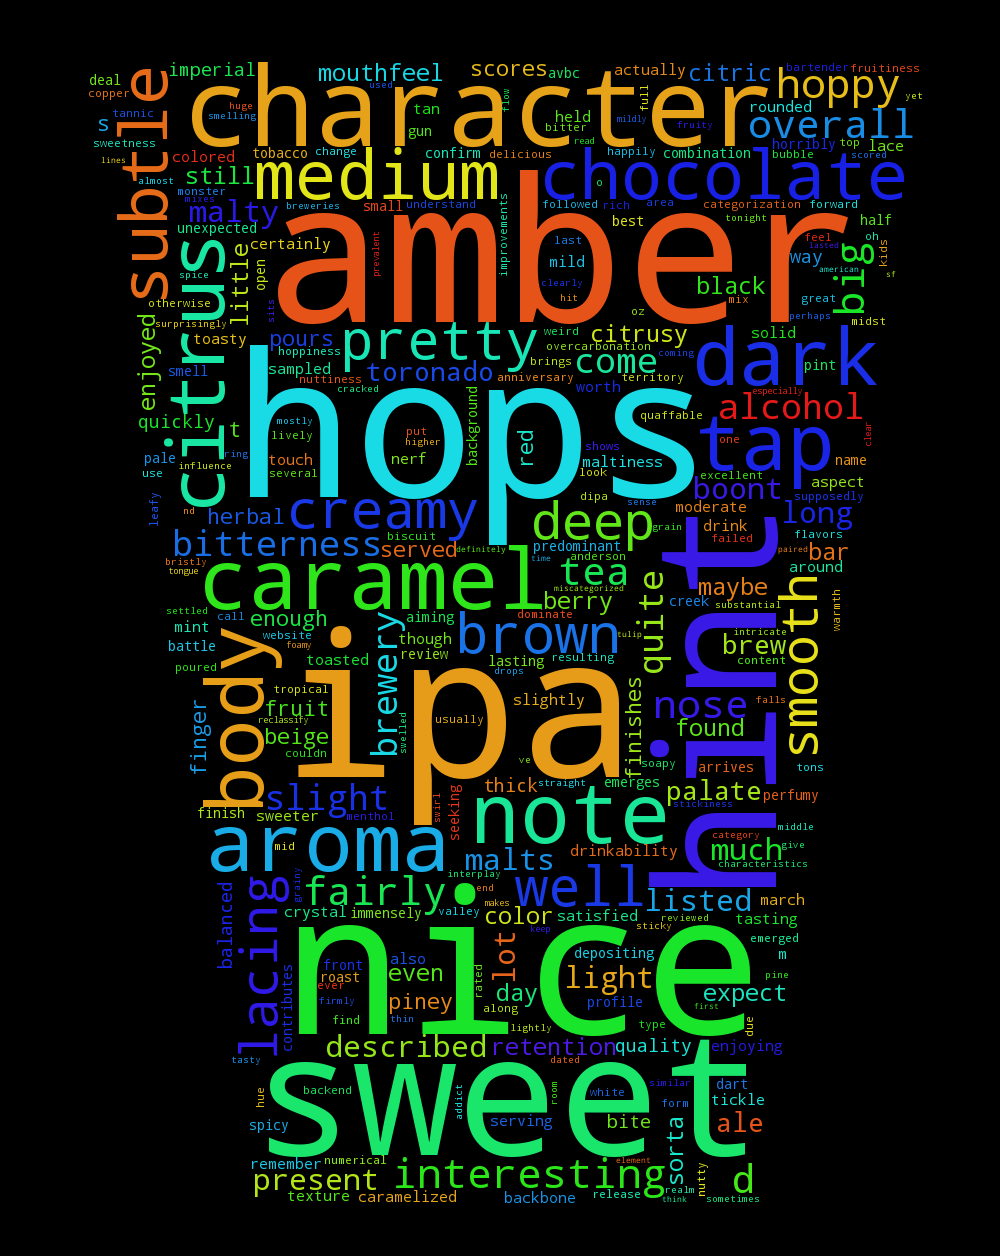 imperial mouthfeel scores avbc actually citric bartender fruitiness
deal copper used hoppy yet
tannic s huge smelling character tan gun flow held bitter full mildly fruity rounded overall
sweetness lines colored tobacco change confirm delicious read happily combination horribly top lace bubble scored
subtle almost still medium chocolate
monster mixes malty breeries small understand followed o rich area categorization forward half
unexpected certainly amber improvements best tonight feel oh
citrus spice little open prevalent last mild clearly hit black way big kids american lasted sf
otherwise surprisingly sits oz mix great perhaps midst
enjoyed toasty pours pretty weird citrusy solid
hoppiness overcarbonation come coming dark pint
smell sampled nuttiness toronado brings anniversary worth territory especially
cracked hops background quaffable alcohol
quickly t mostly lively put higher red shows one tap clear
pale ring touch nerf maltiness name
use influence several look excellent aspect
leafy nd dipa sense boont supposedly
herbal creamy deep moderate long
bitterness biscuit grain drink flavors
bristly served definitely predominant failed paired bar
tongue caramel time anderson tea miscategorized around
settled berry creek maybe substantial smooth warmth
mint call enough aiming dominate hint
battle website foamy though brown tulip quite intricate brew
poured toasted review lasting resulting content
body tropical brewery drops slightly nose falls
fruit reclassify usually ipa found
finger beige couldn swelled ve finishes soapy arrives tons
slight thick straight emerges palate perfumy
finish sweeter menthol swirl seeking note stickiness
mid category middle
aroma malts drinkability much give
interplay characteristics
balanced grainy fairly end well listed march
crystal immensely valley makes color satisfied reviewed tasting
lacing keep sticky emerged
front also lot depositing m
roast even light pine
ever piney rated day profile expect
contributes firmly along first
find thin nice lightly type due
described retention quality enjoying
tasty dated
hue backend addict sweet room white similar dart
form tickle
spicy serving bite ale
remember numerical element sorta
present interesting nutty d
texture caramelized backbone release realm think sometimes